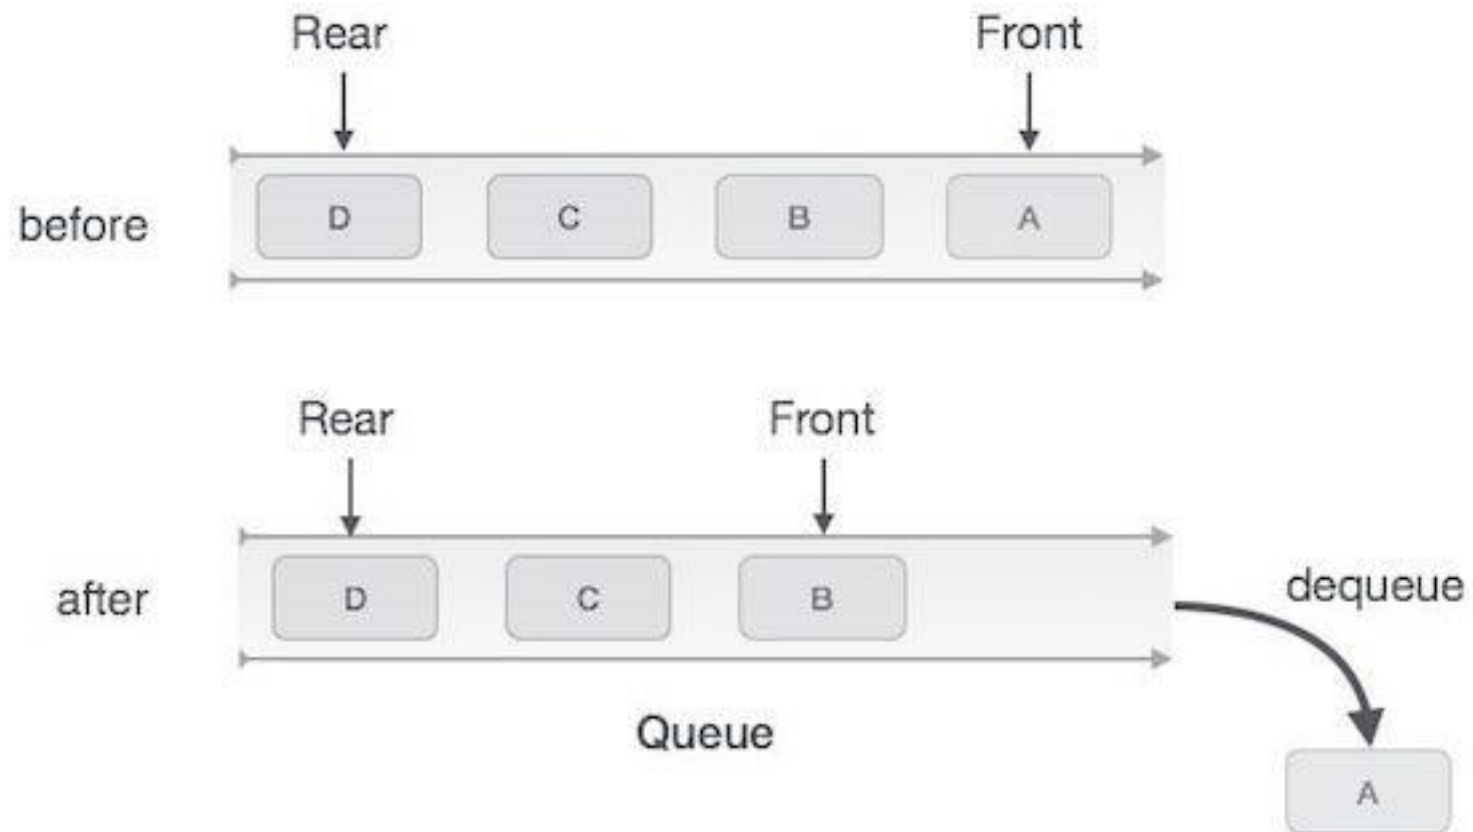 Rear Front
before D C B A
Rear Front
after D C B
dequeue
Queue
A